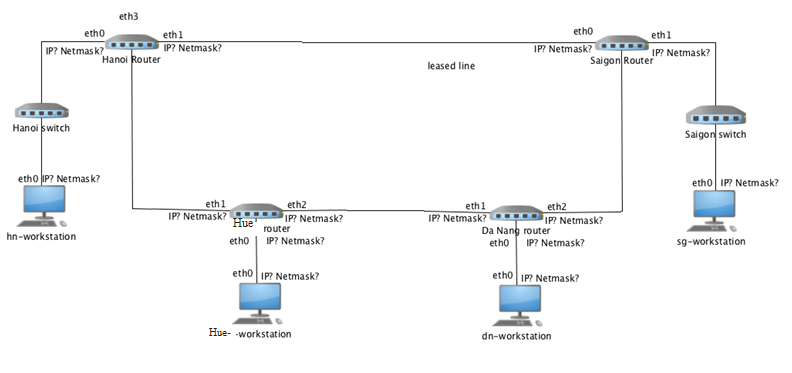 eth3
eth0
eth1
eth0
eth1
IP? Netmask?
IP? Netmask?
IP? Netmask?
IP? Netmask?
Hanoi Router
Saigon Router
leased line
Hanoi switch
Saigon switch
eth0 IP? Netmask?
eth0 IP? Netmask?
hn-workstation
sg-workstation
eth1
eth2
eth1
eth2
IP? Netmask?
IP? Netmask?
IP? Netmask?
IP? Netmask?
Hue router
Da Nang router
eth0 IP? Netmask?
eth0 IP? Netmask?
eth0 IP? Netmask?
eth0 IP? Netmask?
Hue- -workstation
dn-workstation